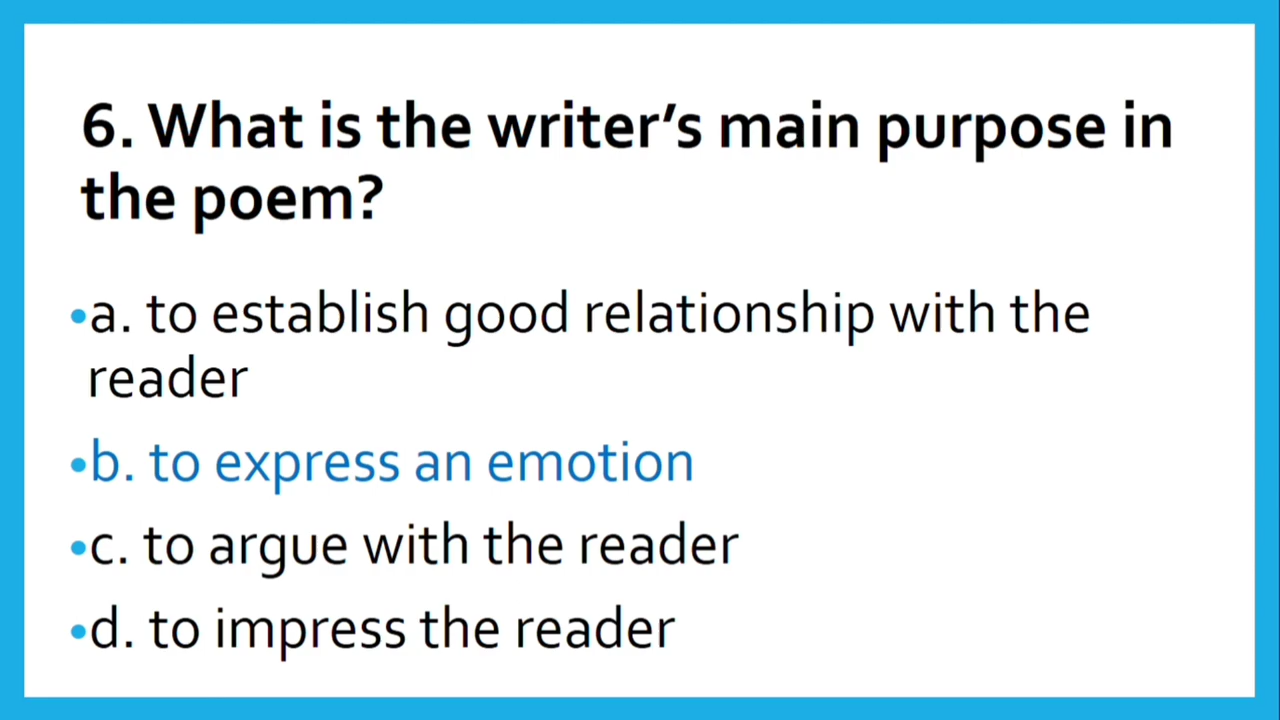 6. What is the writer’s main purpose in
the poem?
•a. to establish good relationship with the
reader
•b. to express an emotion
•c. to argue with the reader
•d. to impress the reader